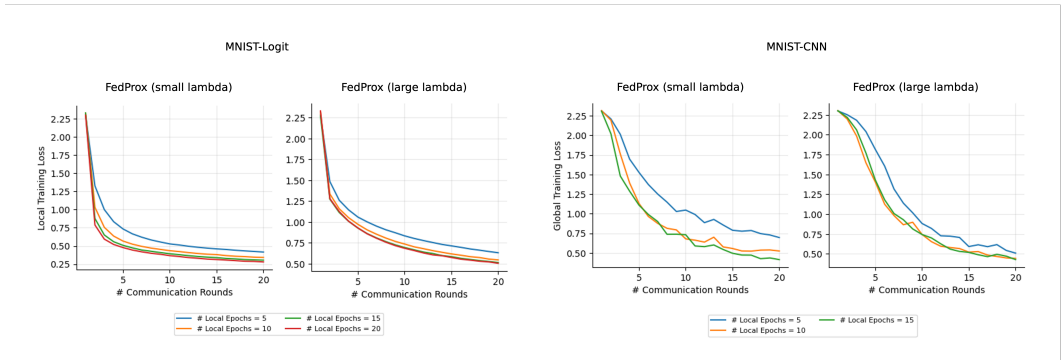 MNIST-Logit
MNIST-CNN
FedProx (small lambda)
FedProx (large lambda)
FedProx (small lambda)
FedProx (large lambda)
Local Training Loss
2.25
2.00
1.75
1.50
1.25
1.00
0.75
0.50
0.25
5
10
15
20
# Communication Rounds
2.25
2.00
1.75
1.50
1.25
1.00
0.75
0.50
5
10
15
20
# Communication Rounds
Global Training Loss
2.25
2.00
1.75
1.50
1.25
1.00
0.75
0.50
5
10
15
20
# Communication Rounds
2.25
2.00
1.75
1.50
1.25
1.00
0.75
0.50
5
10
15
20
# Communication Rounds
# Local Epochs = 5
# Local Epochs = 10
# Local Epochs = 15
# Local Epochs = 20
# Local Epochs = 5
# Local Epochs = 10
# Local Epochs = 15